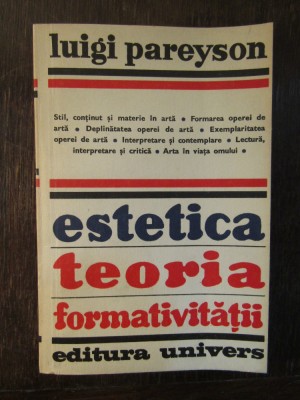 luigi pareyson
Stil, conținut și materie în artă • Formarea operei de
artă • Deplinătatea operei de artă • Exemplaritatea
operei de artă • Interpretare și contemplare • Lectură,
interpretare și critică • Arta în viața omului •
estetica
teoria
formativității
editura univers